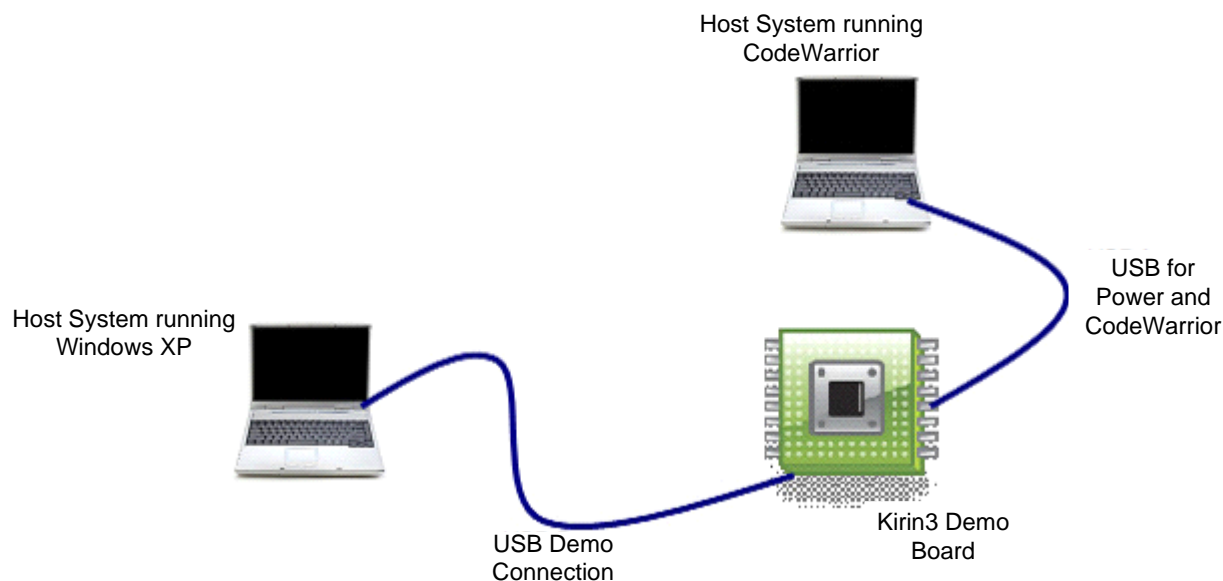 Host System running
CodeWarrior
USB for
Power and
CodeWarrior
Host System running
Windows XP
Kirin3 Demo
Board
USB Demo
Connection